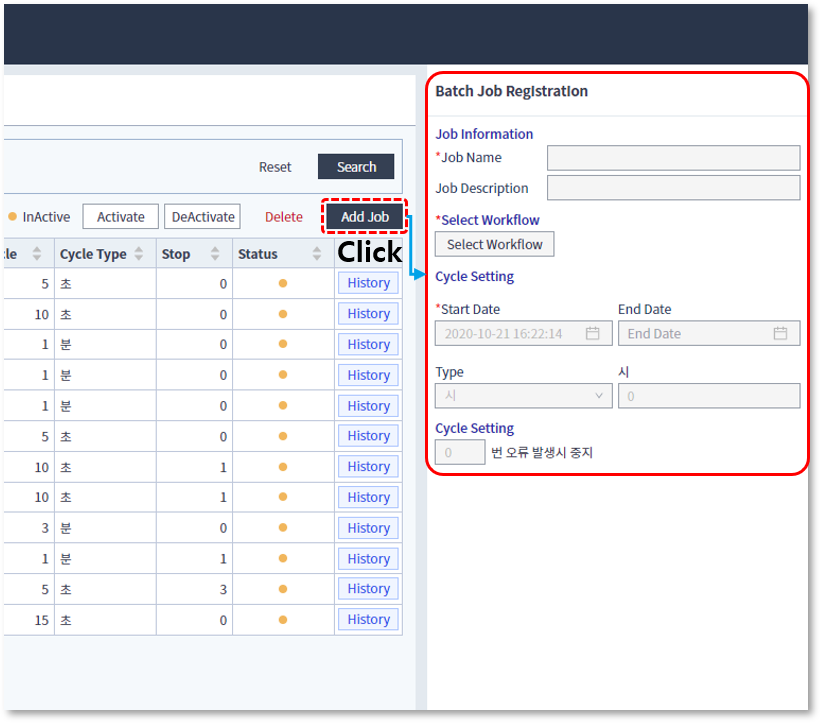 Reset Search
InActive Activate DeActivate Delete Add Job
Click
le Cycle Type Stop Status
5 초 0 History
10 초 0 History
1 분 0 History
1 분 0 History
1 분 0 History
5 초 0 History
10 초 1 History
10 초 1 History
3 분 0 History
1 분 1 History
5 초 3 History
15 초 0 History
Batch Job Registration
Job Information
*Job Name
Job Description
*Select Workflow
Select Workflow
Cycle Setting
*Start Date End Date
2020-10-21 16:22:14 End Date
Type 시
시 0
Cycle Setting
0 번 오류 발생시 중지